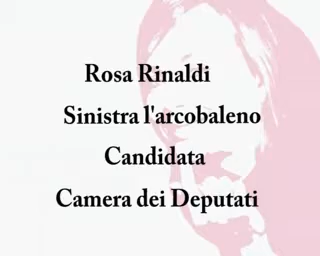 Rosa Rinaldi
Sinistra l'arcobaleno
Candidata
Camera dei Deputati